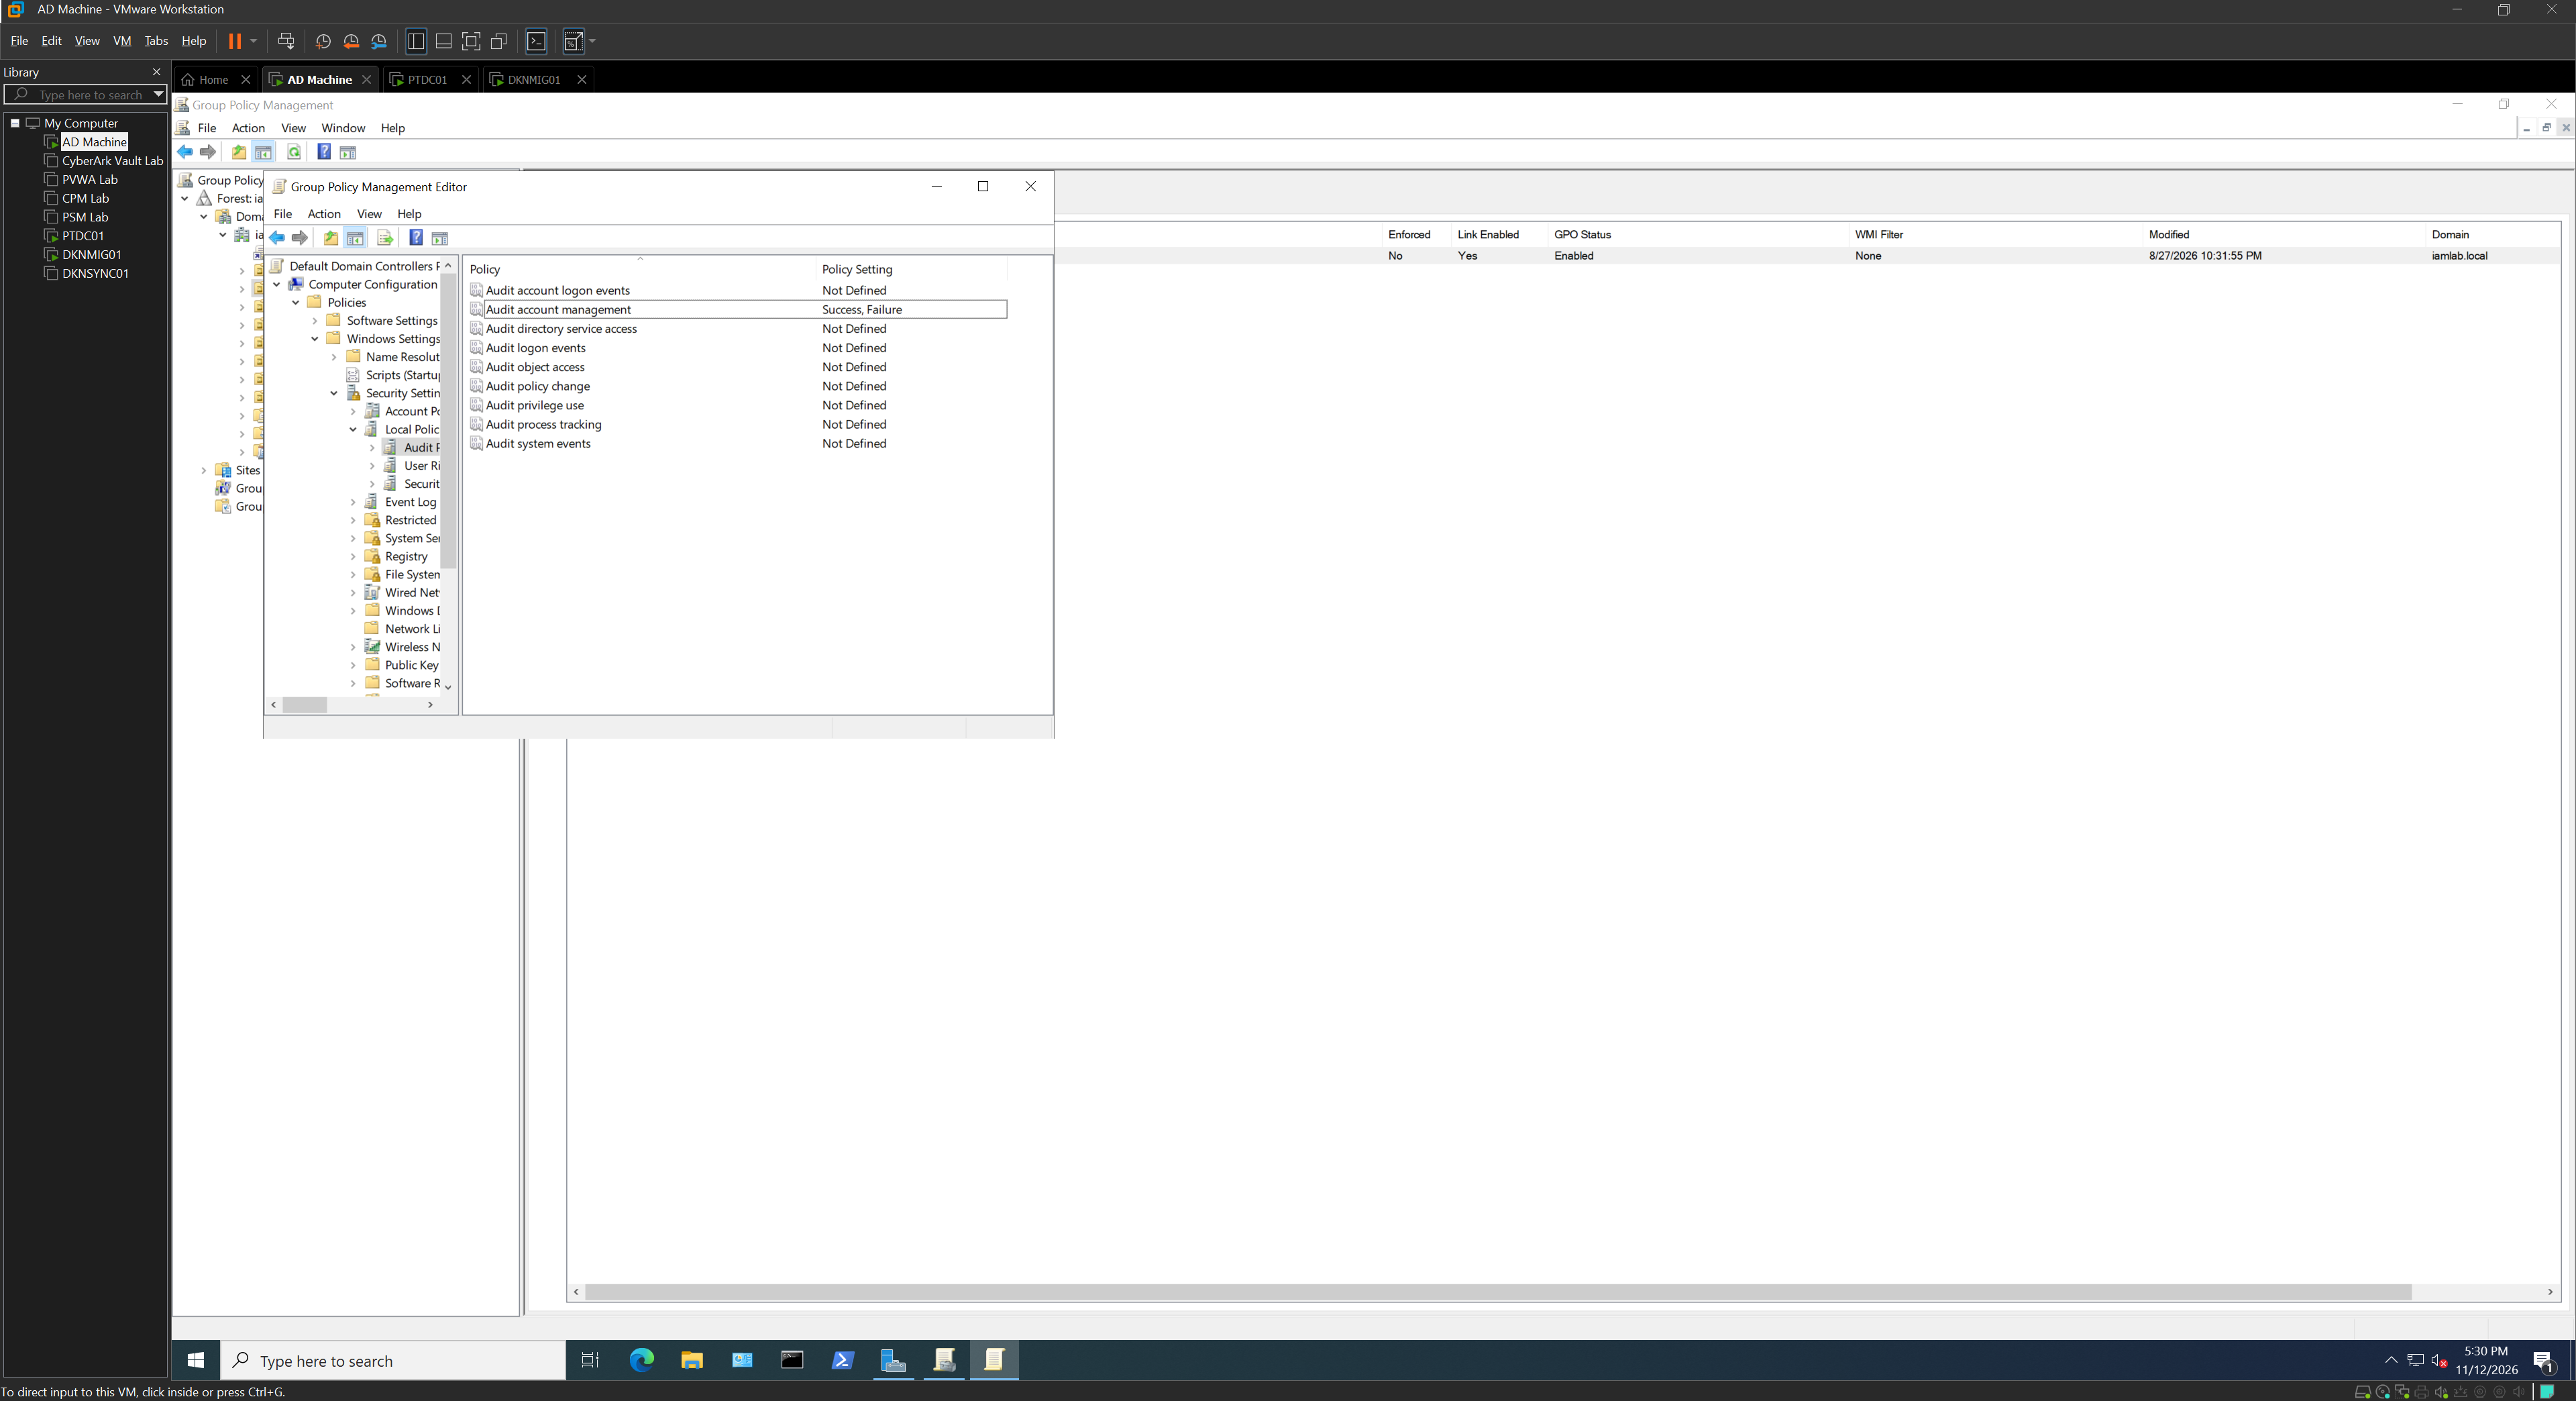 AD Machine - VMware Workstation
File Edit View VM Tabs Help
Library
Type here to search
My Computer
AD Machine
CyberArk Vault Lab
PVWA Lab
CPM Lab
PSM Lab
PTDC01
DKNMIG01
DKNSYNC01
Home
AD Machine
PTDC01
DKNMIG01
Group Policy Management
File Action View Window Help
Group Policy
Forest: ia
Doma
ia
Sites
Grou
Grou
Group Policy Management Editor
File Action View Help
Default Domain Controllers P
Computer Configuration
Policies
Software Settings
Windows Settings
Name Resolut
Scripts (Startu
Security Settin
Account Po
Local Polic
Audit P
User Ri
Securit
Event Log
Restricted
System Ser
Registry
File System
Wired Net
Windows D
Network Li
Wireless N
Public Key
Software R
Policy Policy Setting
Audit account logon events Not Defined
Audit account management Success, Failure
Audit directory service access Not Defined
Audit logon events Not Defined
Audit object access Not Defined
Audit policy change Not Defined
Audit privilege use Not Defined
Audit process tracking Not Defined
Audit system events Not Defined
Enforced Link Enabled GPO Status WMI Filter Modified Domain
No Yes Enabled None 8/27/2026 10:31:55 PM iamlab.local
Type here to search
5:30 PM
11/12/2026
1
To direct input to this VM, click inside or press Ctrl+G.